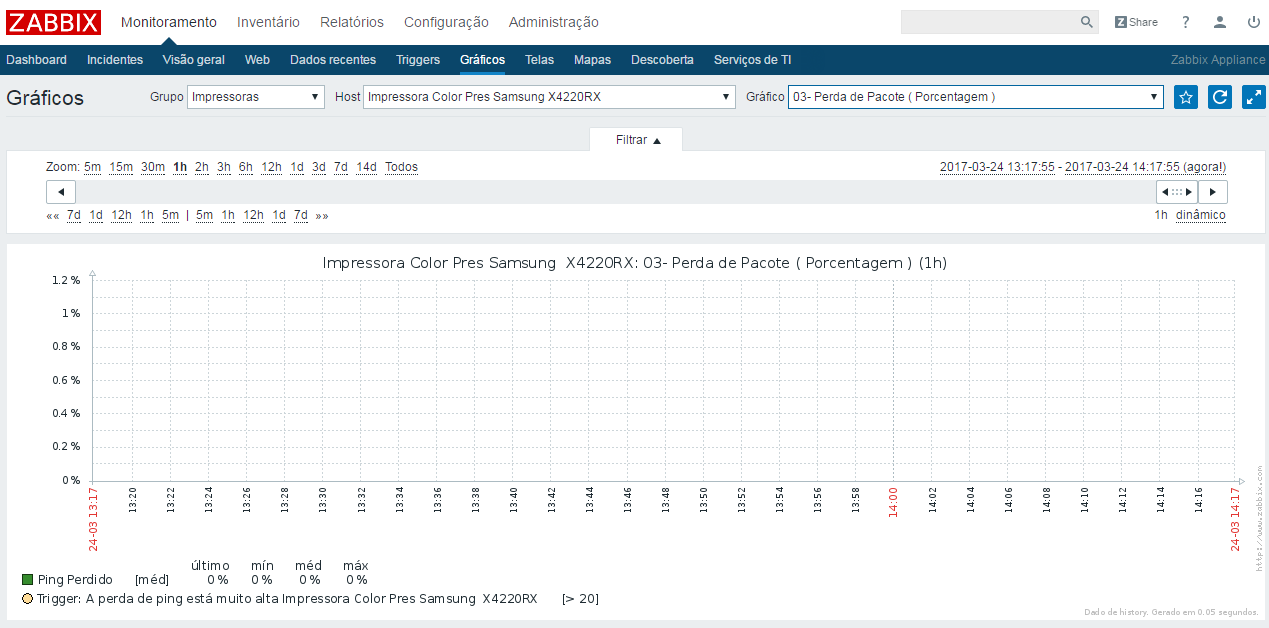 ZABBIX Monitoramento Inventário Relatórios Configuração Administração Z Share ?
Dashboard Incidentes Visão geral Web Dados recentes Triggers Gráficos Telas Mapas Descoberta Serviços de TI Zabbix Appliance
Gráficos Grupo Impressoras Host Impressora Color Pres Samsung X4220RX Gráfico 03- Perda de Pacote ( Porcentagem )
Filtrar
Zoom: 5m 15m 30m 1h 2h 3h 6h 12h 1d 3d 7d 14d Todos 2017-03-24 13:17:55 - 2017-03-24 14:17:55 (agora!)
«« 7d 1d 12h 1h 5m | 5m 1h 12h 1d 7d »» 1h dinâmico
Impressora Color Pres Samsung X4220RX: 03- Perda de Pacote ( Porcentagem ) (1h)
1.2 %
1 %
0.8 %
0.6 %
0.4 %
0.2 %
0 %
24-03 13:17 13:20 13:22 13:24 13:26 13:28 13:30 13:32 13:34 13:36 13:38 13:40 13:42 13:44 13:46 13:48 13:50 13:52 13:54 13:56 13:58 14:00 14:02 14:04 14:06 14:08 14:10 14:12 14:14 14:16 24-03 14:17
http://www.zabbix.com
último mín méd máx
Ping Perdido [méd] 0 % 0 % 0 % 0 %
Trigger: A perda de ping está muito alta Impressora Color Pres Samsung X4220RX [> 20]
Dado de history. Gerado em 0.05 segundos.